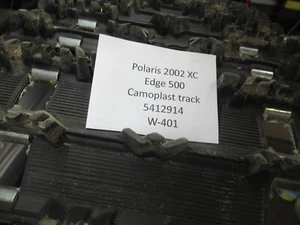 Polaris 2002 XC
Edge 500
Camoplast track
5412914
W-401